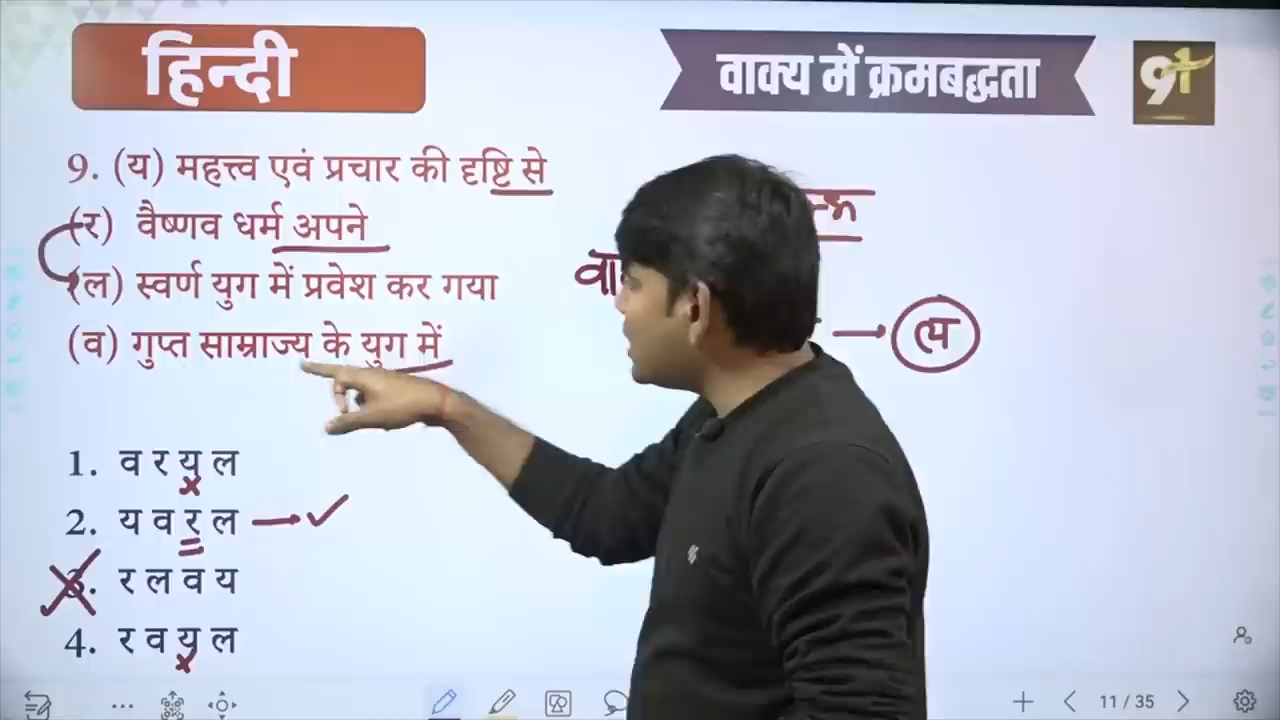 हिन्दी
वाक्य में क्रमबद्धता
9. (य) महत्त्व एवं प्रचार की दृष्टि से
(र) वैष्णव धर्म अपने
(ल) स्वर्ण युग में प्रवेश कर गया
(व) गुप्त साम्राज्य के युग में
1. व र य ल
2. य व र ल
3. र ल व य
4. र व य ल
11 / 35